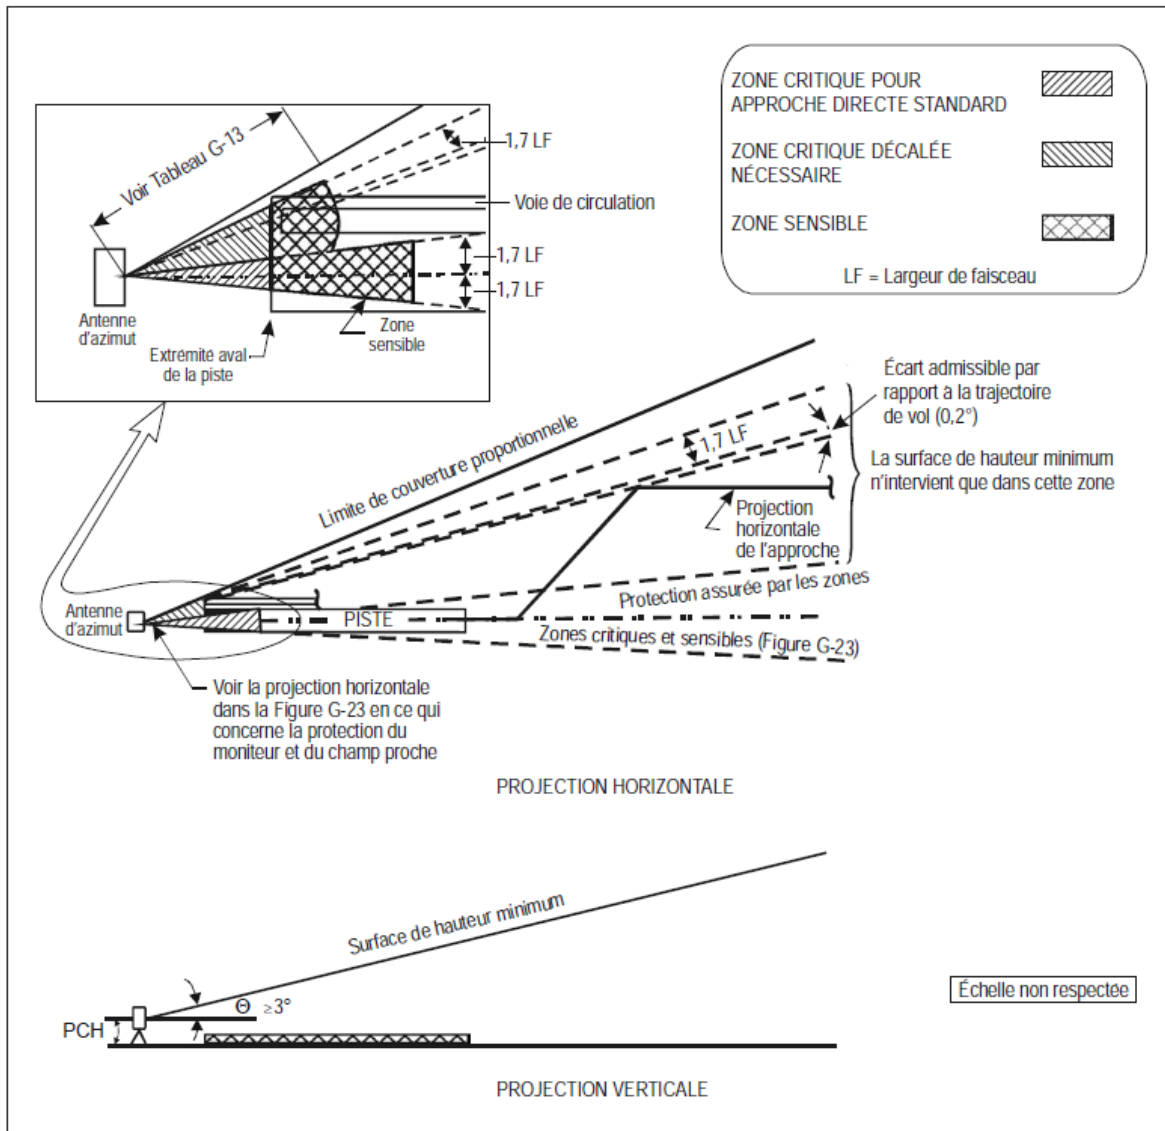 ZONE CRITIQUE POUR
APPROCHE DIRECTE STANDARD
ZONE CRITIQUE DÉCALÉE
NÉCESSAIRE
ZONE SENSIBLE
LF = Largeur de faisceau
Voir Tableau G-13
1,7 LF
Voie de circulation
1,7 LF
1,7 LF
Antenne
d'azimut
Zone
sensible
Extrémité aval
de la piste
Écart admissible par
rapport à la trajectoire
de vol (0,2°)
1,7 LF
Limite de couverture proportionnelle
La surface de hauteur minimum
n'intervient que dans cette zone
Projection
horizontale
de l'approche
Protection assurée par les zones
Antenne
d'azimut
PISTE
Zones critiques et sensibles (Figure G-23)
Voir la projection horizontale
dans la Figure G-23 en ce qui
concerne la protection du
moniteur et du champ proche
PROJECTION HORIZONTALE
Surface de hauteur minimum
Θ ≥3°
Échelle non respectée
PCH
PROJECTION VERTICALE